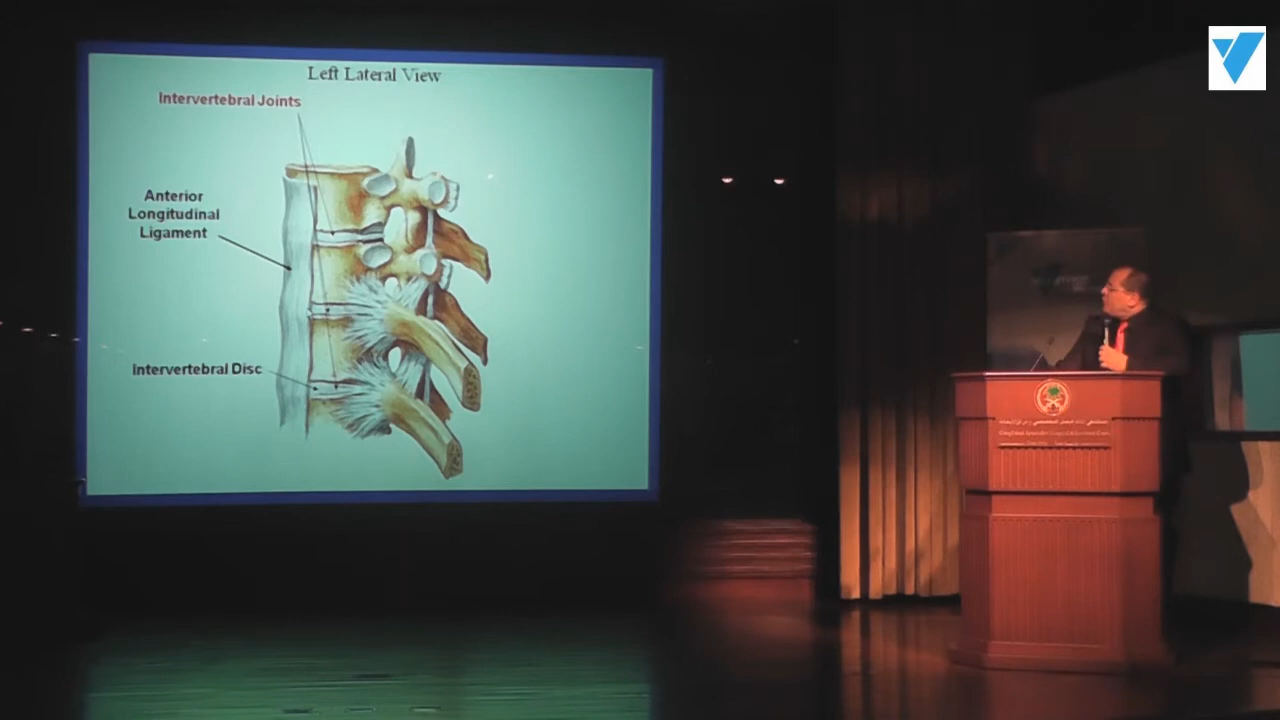 Left Lateral View
Intervertebral Joints
Anterior
Longitudinal
Ligament
Intervertebral Disc